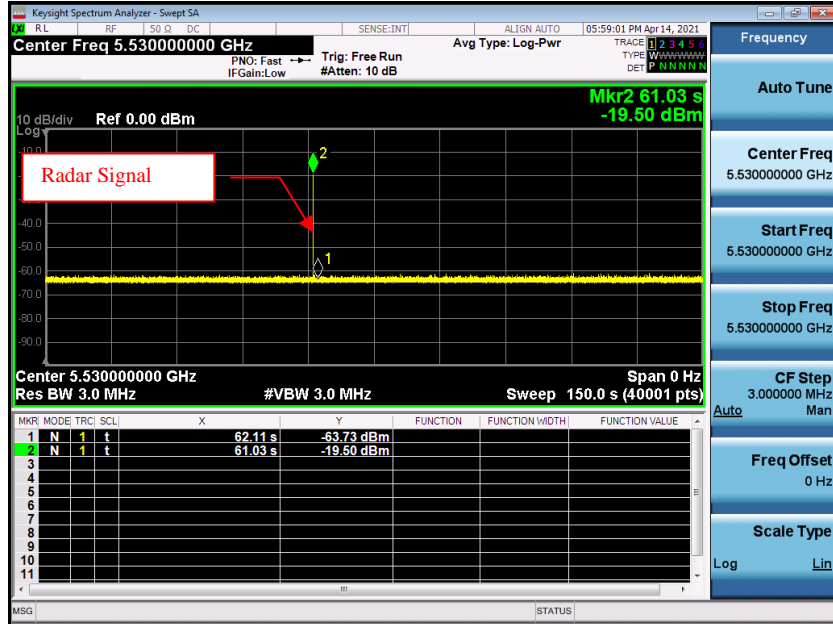 Keysight Spectrum Analyzer - Swept SA
LXI RL RF 50 Ω DC SENSE:INT ALIGN AUTO 05:59:01 PM Apr 14, 2021
Center Freq 5.530000000 GHz
PNO: Fast
IFGain:Low
Trig: Free Run
#Atten: 10 dB
Avg Type: Log-Pwr
TRACE 1 2 3 4 5 6
TYPE WWWWWW
DET P N N N N N
Mkr2 61.03 s
-19.50 dBm
10 dB/div Ref 0.00 dBm
Log
-10.0
2
Radar Signal
-40.0
-50.0
1
-60.0
-70.0
-80.0
-90.0
Center 5.530000000 GHz Span 0 Hz
Res BW 3.0 MHz #VBW 3.0 MHz Sweep 150.0 s (40001 pts)
MKR MODE TRC SCL X Y FUNCTION FUNCTION WIDTH FUNCTION VALUE
1 N 1 t 62.11 s -63.73 dBm
2 N 1 t 61.03 s -19.50 dBm
3
4
5
6
7
8
9
10
11
MSG STATUS
Frequency
Auto Tune
Center Freq
5.530000000 GHz
Start Freq
5.530000000 GHz
Stop Freq
5.530000000 GHz
CF Step
3.000000 MHz
Auto Man
Freq Offset
0 Hz
Scale Type
Log Lin